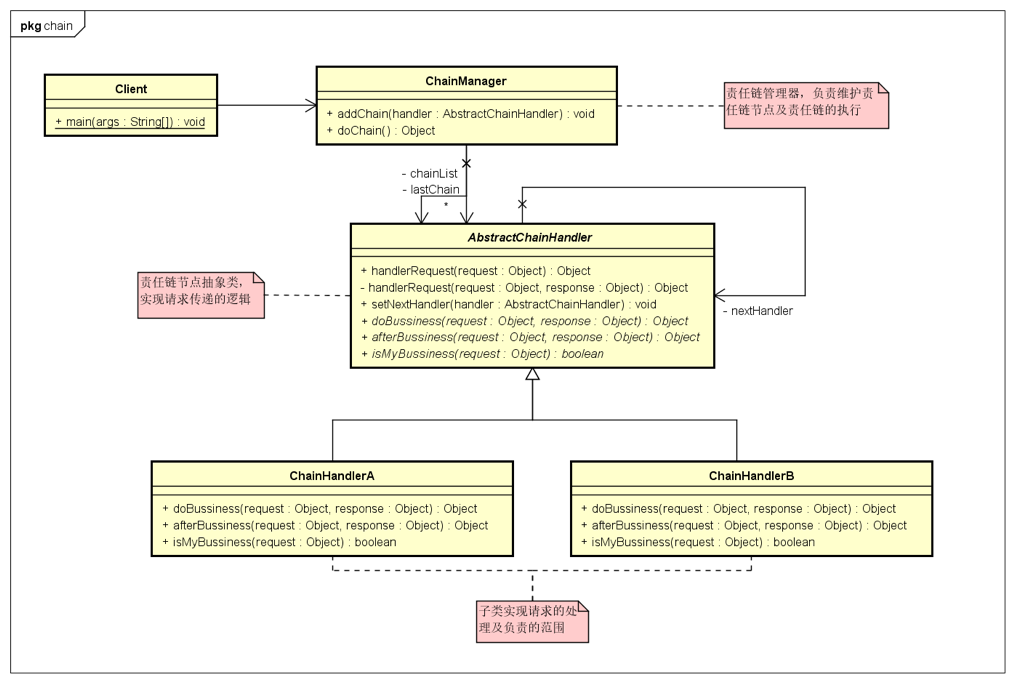 pkg chain
Client
+ main(args : String[]) : void
ChainManager
+ addChain(handler : AbstractChainHandler) : void
+ doChain() : Object
责任链管理器，负责维护责
任链节点及责任链的执行
- chainList
- lastChain
*
AbstractChainHandler
+ handlerRequest(request : Object) : Object
- handlerRequest(request : Object, response : Object) : Object
+ setNextHandler(handler : AbstractChainHandler) : void
+ doBussiness(request : Object, response : Object) : Object
+ afterBussiness(request : Object, response : Object) : Object
+ isMyBussiness(request : Object) : boolean
责任链节点抽象类，
实现请求传递的逻辑
- nextHandler
ChainHandlerA
+ doBussiness(request : Object, response : Object) : Object
+ afterBussiness(request : Object, response : Object) : Object
+ isMyBussiness(request : Object) : boolean
ChainHandlerB
+ doBussiness(request : Object, response : Object) : Object
+ afterBussiness(request : Object, response : Object) : Object
+ isMyBussiness(request : Object) : boolean
子类实现请求的处
理及负责的范围